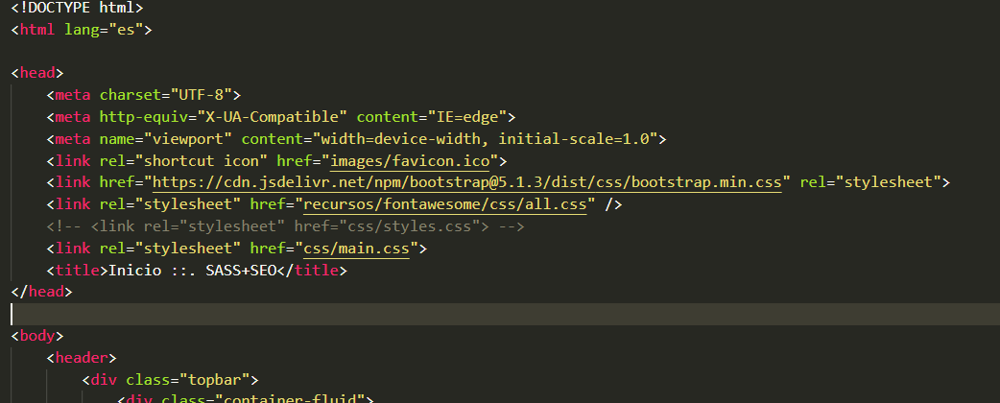 <!DOCTYPE html>
<html lang="es">
<head>
<meta charset="UTF-8">
<meta http-equiv="X-UA-Compatible" content="IE=edge">
<meta name="viewport" content="width=device-width, initial-scale=1.0">
<link rel="shortcut icon" href="images/favicon.ico">
<link href="https://cdn.jsdelivr.net/npm/bootstrap@5.1.3/dist/css/bootstrap.min.css" rel="stylesheet">
<link rel="stylesheet" href="recursos/fontawesome/css/all.css" />
<!-- <link rel="stylesheet" href="css/styles.css"> -->
<link rel="stylesheet" href="css/main.css">
<title>Inicio ::. SASS+SEO</title>
</head>
<body>
<header>
<div class="topbar">
<div class="container-fluid">